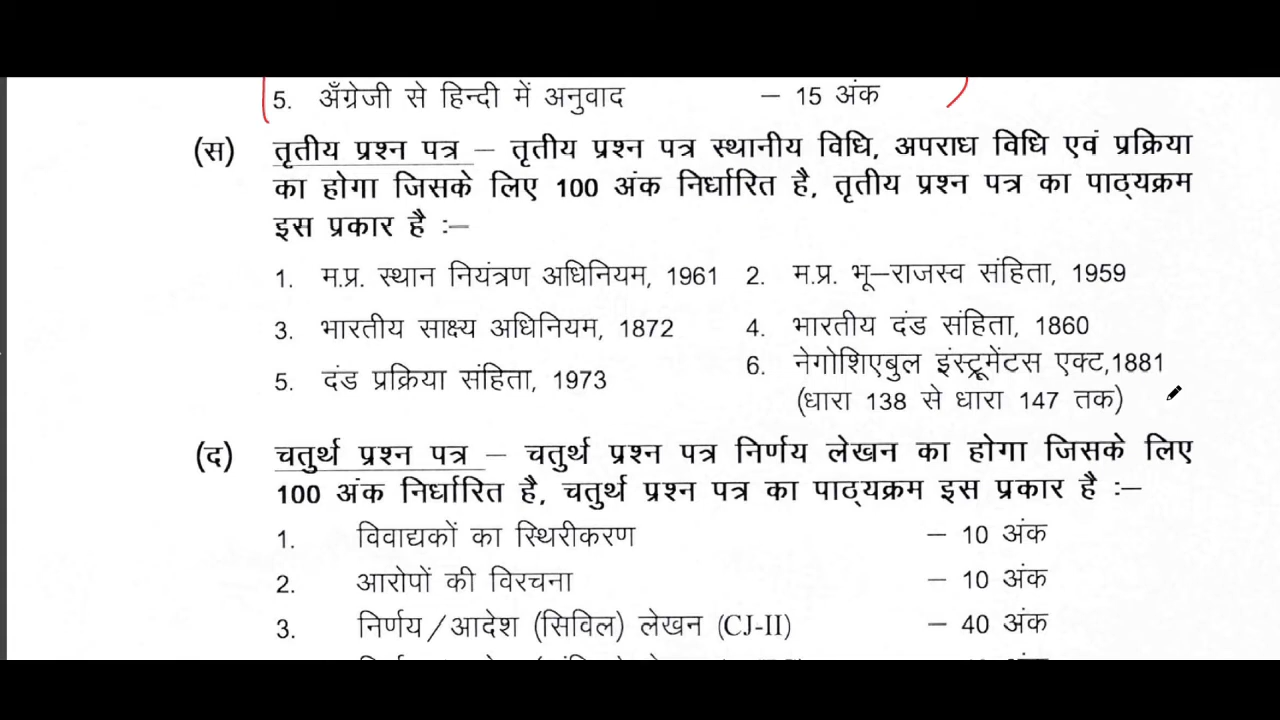 5. अँग्रेजी से हिन्दी में अनुवाद – 15 अंक
(स) तृतीय प्रश्न पत्र – तृतीय प्रश्न पत्र स्थानीय विधि, अपराध विधि एवं प्रक्रिया
का होगा जिसके लिए 100 अंक निर्धारित है, तृतीय प्रश्न पत्र का पाठ्यक्रम
इस प्रकार है :–
1. म.प्र. स्थान नियंत्रण अधिनियम, 1961 2. म.प्र. भू–राजस्व संहिता, 1959
3. भारतीय साक्ष्य अधिनियम, 1872 4. भारतीय दंड संहिता, 1860
5. दंड प्रक्रिया संहिता, 1973 6. नेगोशिएबुल इंस्ट्रूमेंटस एक्ट,1881
(धारा 138 से धारा 147 तक)
(द) चतुर्थ प्रश्न पत्र – चतुर्थ प्रश्न पत्र निर्णय लेखन का होगा जिसके लिए
100 अंक निर्धारित है, चतुर्थ प्रश्न पत्र का पाठ्यक्रम इस प्रकार है :–
1. विवाद्यकों का स्थिरीकरण – 10 अंक
2. आरोपों की विरचना – 10 अंक
3. निर्णय/आदेश (सिविल) लेखन (CJ-II) – 40 अंक